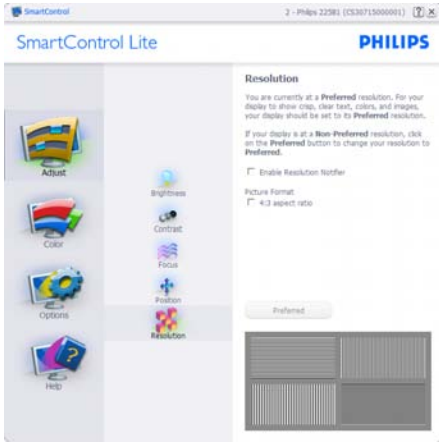 SmartControl
2 - Philips 225B1 (CS30715000001)
SmartControl Lite
PHILIPS
Adjust
Color
Options
Help
Brightness
Contrast
Focus
Position
Resolution
Resolution
You are currently at a Preferred resolution. For your
display to show crisp, clear text, colors, and images,
your display should be set to its Preferred resolution.
If your display is at a Non-Preferred resolution, click
on the Preferred button to change your resolution to
Preferred.
Enable Resolution Notifier
Picture Format
4:3 aspect ratio
Preferred